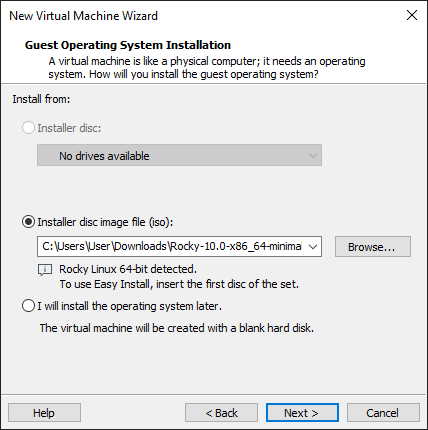 New Virtual Machine Wizard
Guest Operating System Installation
A virtual machine is like a physical computer; it needs an operating
system. How will you install the guest operating system?
Install from:
Installer disc:
No drives available
Installer disc image file (iso):
C:\Users\User\Downloads\Rocky-10.0-x86_64-minima
Browse...
Rocky Linux 64-bit detected.
To use Easy Install, insert the first disc of the set.
I will install the operating system later.
The virtual machine will be created with a blank hard disk.
Help
< Back
Next >
Cancel